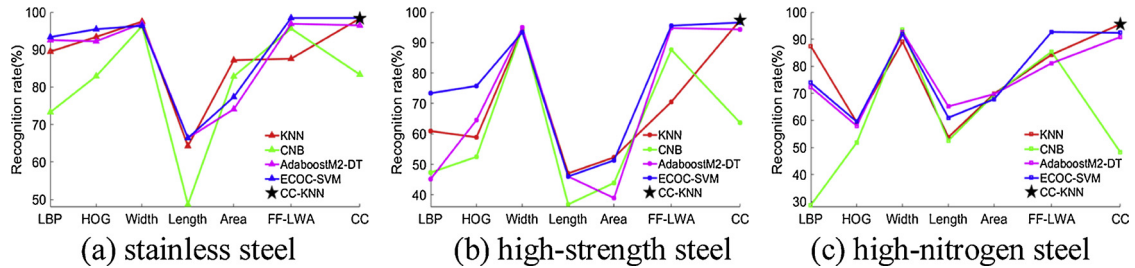 Recognition rate(%)
100
90
80
70
60
50
LBP HOG Width Length Area FF-LWA CC
KNN
CNB
AdaboostM2-DT
ECOC-SVM
CC-KNN
(a) stainless steel
Recognition rate(%)
100
90
80
70
60
50
40
LBP HOG Width Length Area FF-LWA CC
KNN
CNB
AdaboostM2-DT
ECOC-SVM
CC-KNN
(b) high-strength steel
Recognition rate(%)
100
90
80
70
60
50
40
30
LBP HOG Width Length Area FF-LWA CC
KNN
CNB
AdaboostM2-DT
ECOC-SVM
CC-KNN
(c) high-nitrogen steel